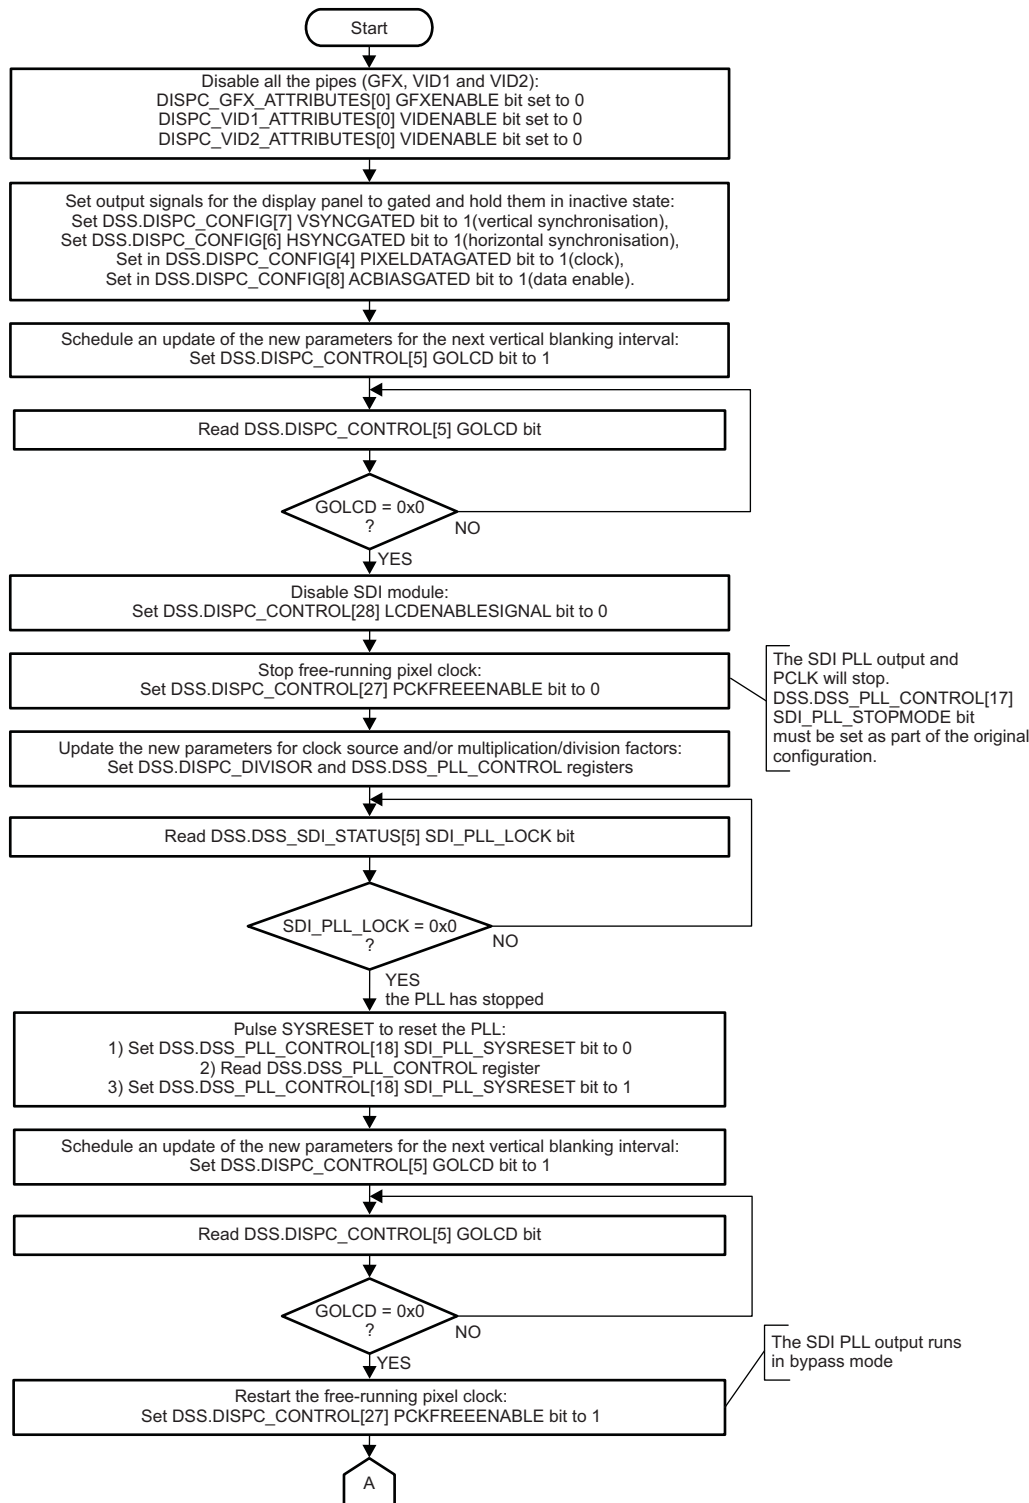 Start
Disable all the pipes (GFX, VID1 and VID2):
DISPC_GFX_ATTRIBUTES[0] GFXENABLE bit set to 0
DISPC_VID1_ATTRIBUTES[0] VIDENABLE bit set to 0
DISPC_VID2_ATTRIBUTES[0] VIDENABLE bit set to 0
Set output signals for the display panel to gated and hold them in inactive state:
Set DSS.DISPC_CONFIG[7] VSYNCGATED bit to 1(vertical synchronisation),
Set DSS.DISPC_CONFIG[6] HSYNCGATED bit to 1(horizontal synchronisation),
Set in DSS.DISPC_CONFIG[4] PIXELDATAGATED bit to 1(clock),
Set in DSS.DISPC_CONFIG[8] ACBIASGATED bit to 1(data enable).
Schedule an update of the new parameters for the next vertical blanking interval:
Set DSS.DISPC_CONTROL[5] GOLCD bit to 1
Read DSS.DISPC_CONTROL[5] GOLCD bit
GOLCD = 0x0
?
NO
YES
Disable SDI module:
Set DSS.DISPC_CONTROL[28] LCDENABLESIGNAL bit to 0
Stop free-running pixel clock:
Set DSS.DISPC_CONTROL[27] PCKFREEENABLE bit to 0
The SDI PLL output and
PCLK will stop.
DSS.DSS_PLL_CONTROL[17]
SDI_PLL_STOPMODE bit
must be set as part of the original
configuration.
Update the new parameters for clock source and/or multiplication/division factors:
Set DSS.DISPC_DIVISOR and DSS.DSS_PLL_CONTROL registers
Read DSS.DSS_SDI_STATUS[5] SDI_PLL_LOCK bit
SDI_PLL_LOCK = 0x0
?
NO
YES
the PLL has stopped
Pulse SYSRESET to reset the PLL:
1) Set DSS.DSS_PLL_CONTROL[18] SDI_PLL_SYSRESET bit to 0
2) Read DSS.DSS_PLL_CONTROL register
3) Set DSS.DSS_PLL_CONTROL[18] SDI_PLL_SYSRESET bit to 1
Schedule an update of the new parameters for the next vertical blanking interval:
Set DSS.DISPC_CONTROL[5] GOLCD bit to 1
Read DSS.DISPC_CONTROL[5] GOLCD bit
GOLCD = 0x0
?
NO
YES
The SDI PLL output runs
in bypass mode
Restart the free-running pixel clock:
Set DSS.DISPC_CONTROL[27] PCKFREEENABLE bit to 1
A